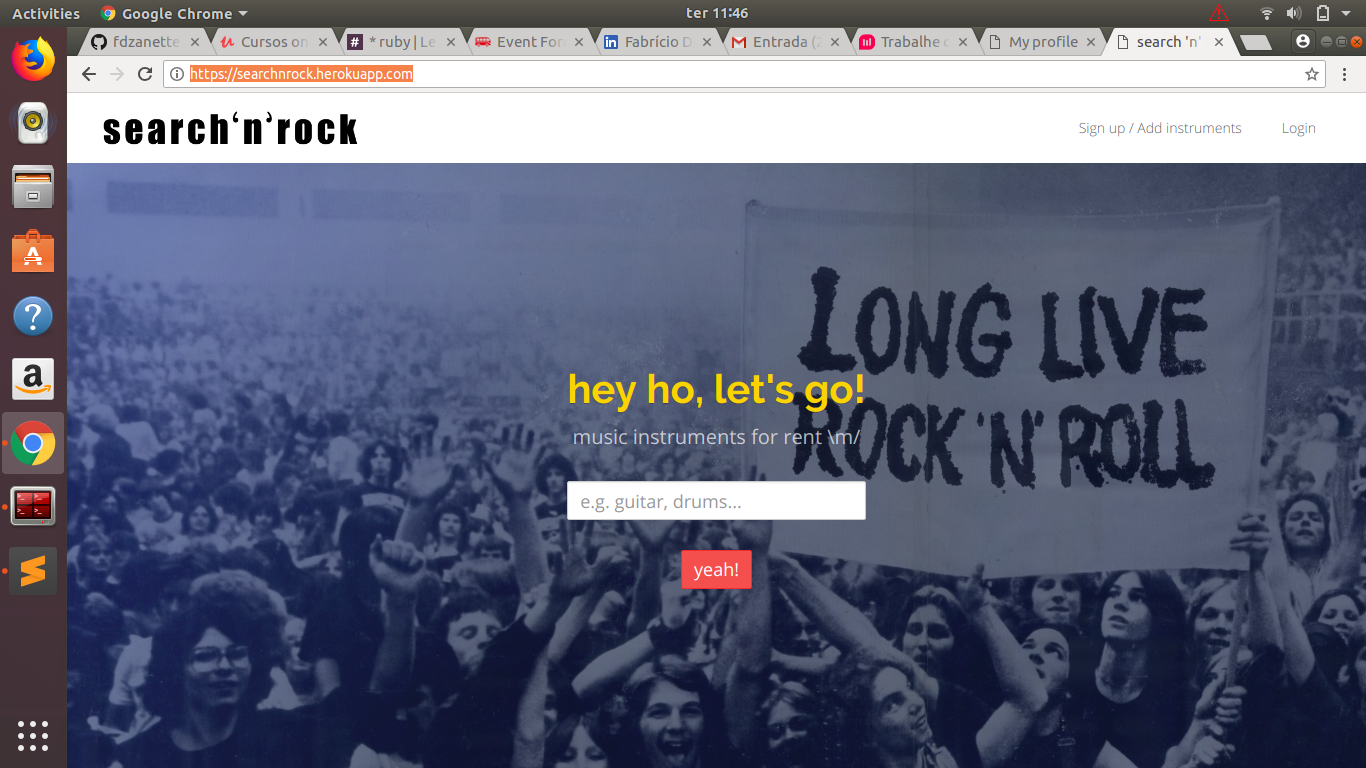 Activities
Google Chrome
ter 11:46
fdzanette
Cursos on
* ruby | Le
Event For
Fabrício D
Entrada (2
Trabalhe c
My profile
search 'n'
https://searchnrock.herokuapp.com
search‘n’rock
Sign up / Add instruments
Login
LONG LIVE
ROCK 'N' ROLL
hey ho, let's go!
music instruments for rent \m/
e.g. guitar, drums...
yeah!